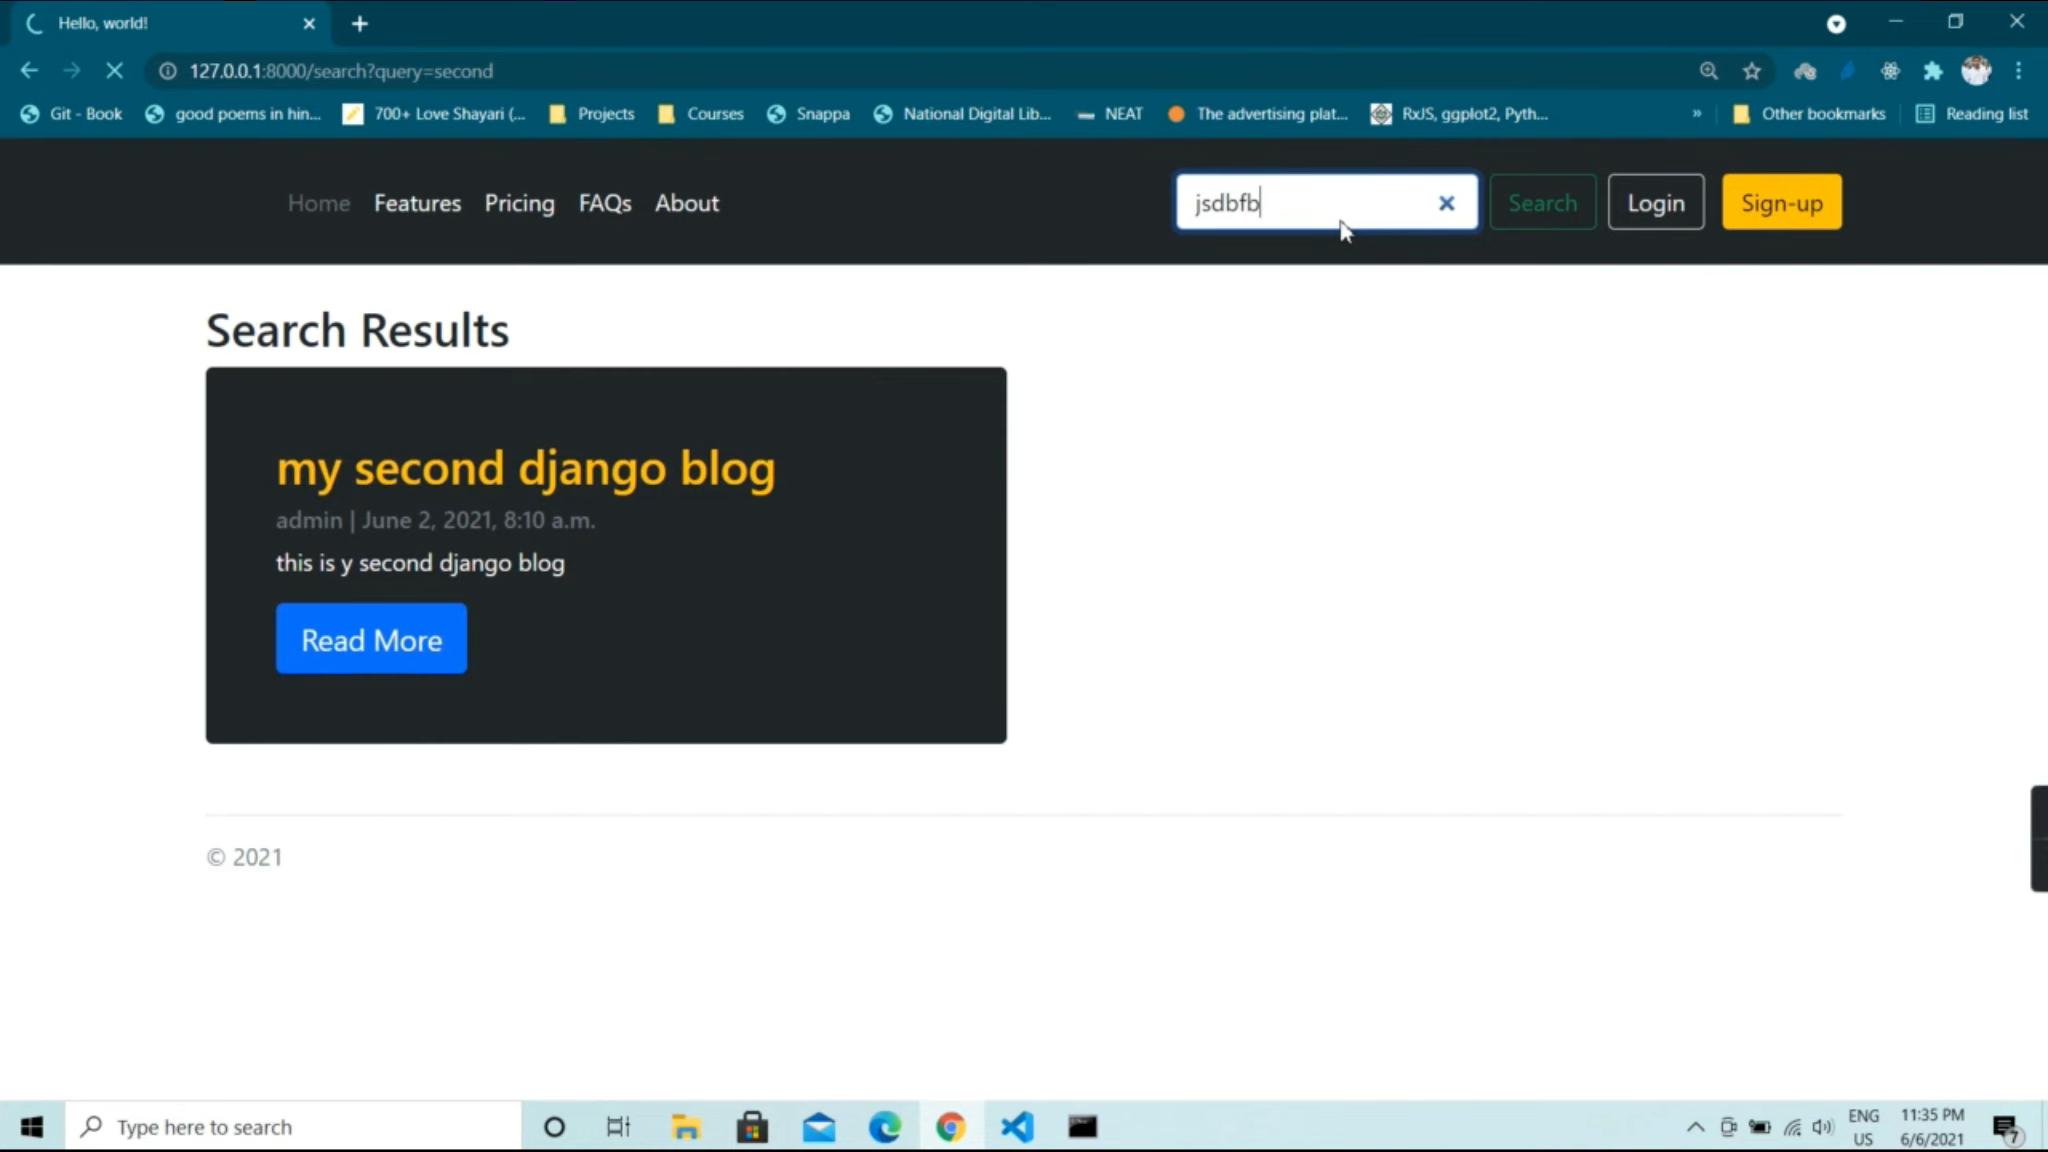 Hello, world!
127.0.0.1:8000/search?query=second
Git - Book good poems in hin... 700+ Love Shayari (... Projects Courses Snappa National Digital Lib... NEAT The advertising plat... RxJS, ggplot2, Pyth... » Other bookmarks Reading list
Home Features Pricing FAQs About jsdbfb Search Login Sign-up
Search Results
my second django blog
admin | June 2, 2021, 8:10 a.m.
this is y second django blog
Read More
© 2021
Type here to search
ENG 11:35 PM
US 6/6/2021 7